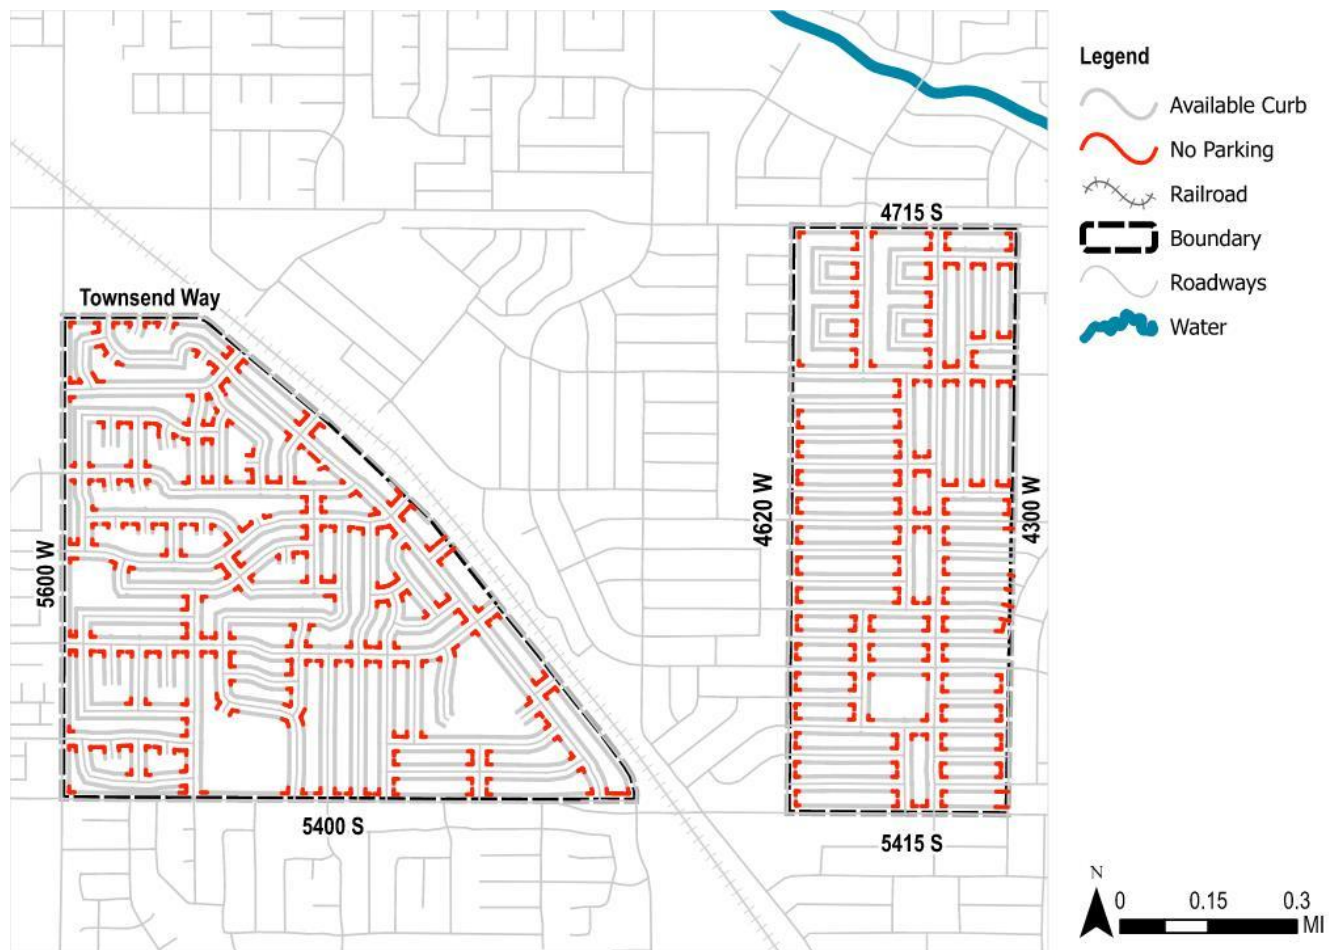 Legend
Available Curb
No Parking
Railroad
Boundary
Roadways
Water
4715 S
Townsend Way
4620 W
4300 W
5600 W
5400 S
5415 S
N
0 0.15 0.3
MI